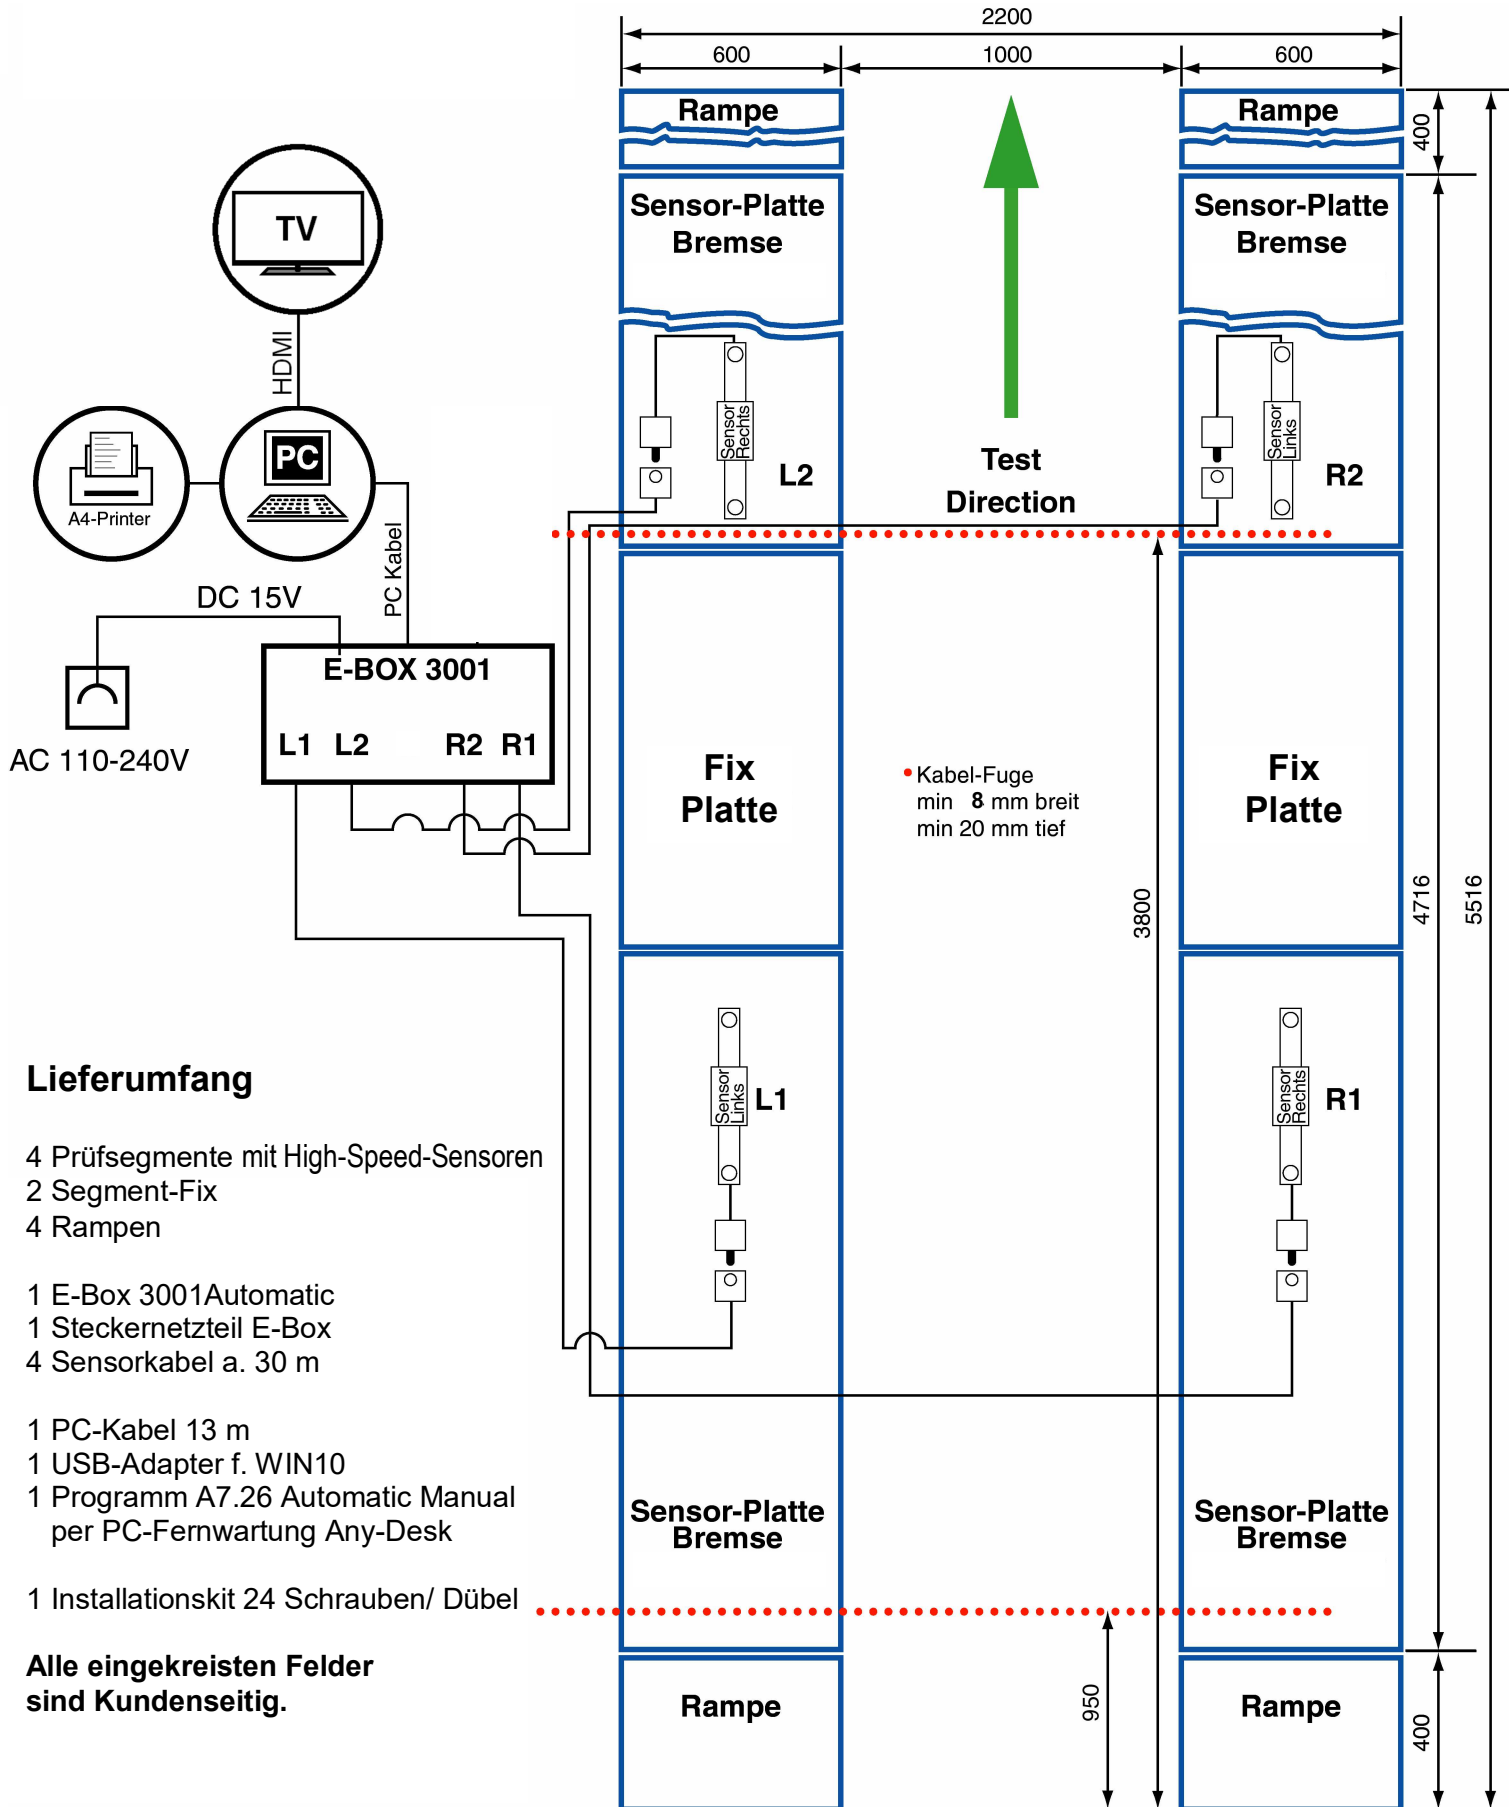 2200
600
1000
600
Rampe
Rampe
400
Sensor-Platte
Bremse
Sensor-Platte
Bremse
TV
HDMI
PC
A4-Printer
PC Kabel
Sensor
Rechts
L2
Sensor
Links
R2
Test
Direction
DC 15V
AC 110-240V
E-BOX 3001
L1 L2 R2 R1
Fix
Platte
Fix
Platte
Kabel-Fuge
min 8 mm breit
min 20 mm tief
3800
4716
5516
Sensor
Links
L1
Sensor
Rechts
R1
Lieferumfang
4 Prüfsegmente mit High-Speed-Sensoren
2 Segment-Fix
4 Rampen
1 E-Box 3001Automatic
1 Steckernetzteil E-Box
4 Sensorkabel a. 30 m
1 PC-Kabel 13 m
1 USB-Adapter f. WIN10
1 Programm A7.26 Automatic Manual
per PC-Fernwartung Any-Desk
1 Installationskit 24 Schrauben/ Dübel
Alle eingekreisten Felder
sind Kundenseitig.
Sensor-Platte
Bremse
Sensor-Platte
Bremse
950
Rampe
Rampe
400